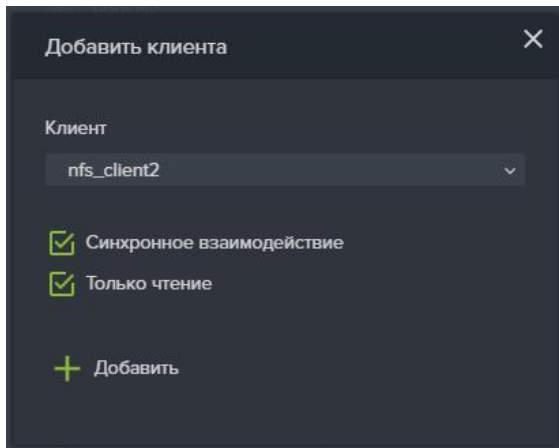 Добавить клиента
Клиент
nfs_client2
Синхронное взаимодействие
Только чтение
Добавить